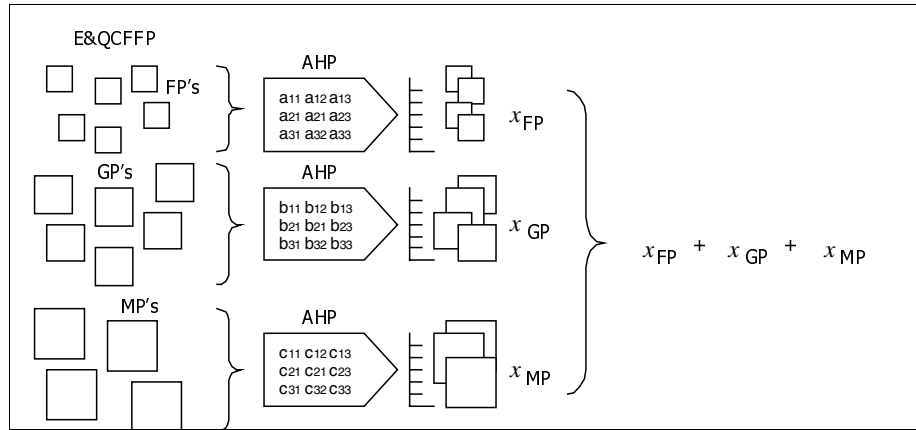 E&QCFFP
AHP
FP's
a11 a12 a13
a21 a21 a23
a31 a32 a33
xFP
GP's
AHP
b11 b12 b13
b21 b21 b23
b31 b32 b33
x GP
xFP + x GP + x MP
MP's
AHP
c11 c12 c13
c21 c21 c23
c31 c32 c33
x MP